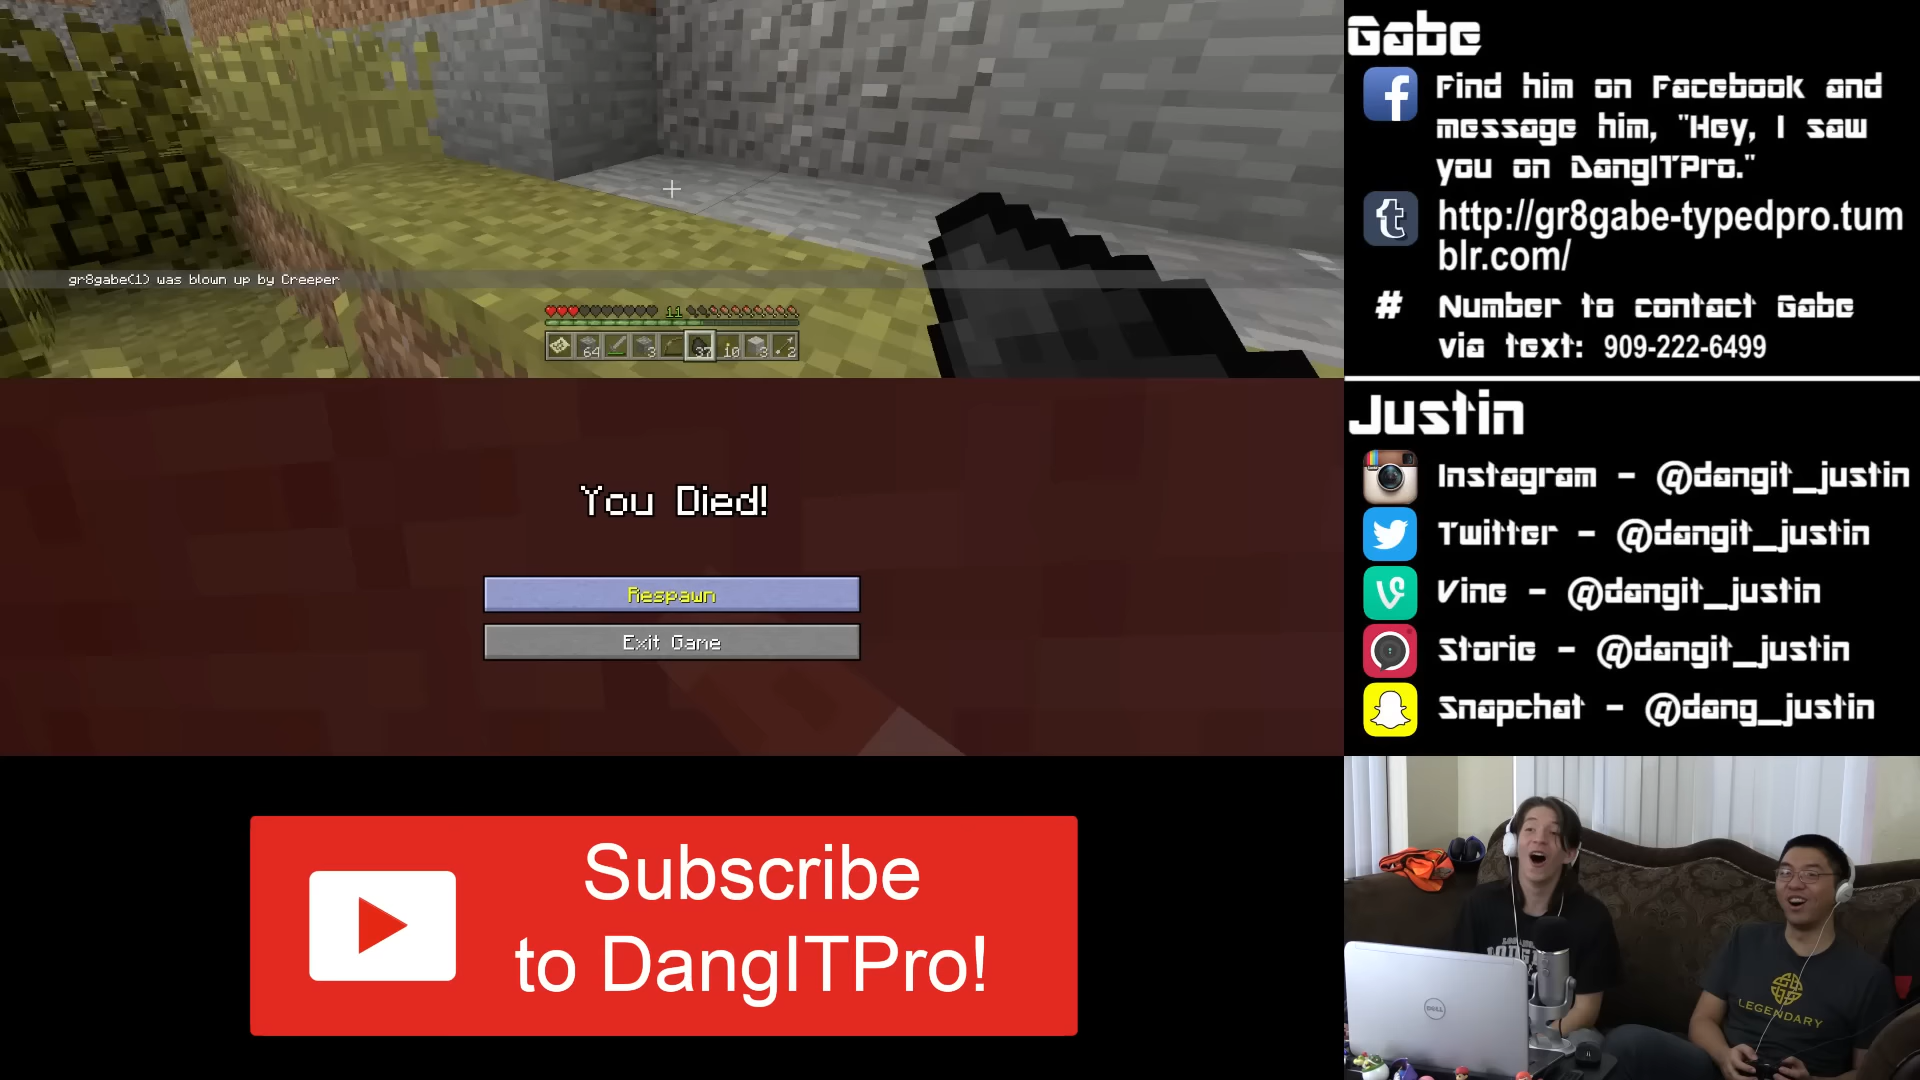 gr8gabe(1) was blown up by Creeper
11
64
3
37
10
3
2
You Died!
Respawn
Exit Game
Subscribe
to DangITPro!
Gabe
Find him on Facebook and
message him, "Hey, I saw
you on DangITPro."
http://gr8gabe-typedpro.tum
blr.com/
# Number to contact Gabe
via text: 909-222-6499
Justin
Instagram - @dangit_justin
Twitter - @dangit_justin
Vine - @dangit_justin
Storie - @dangit_justin
Snapchat - @dang_justin
DELL
LEGENDARY